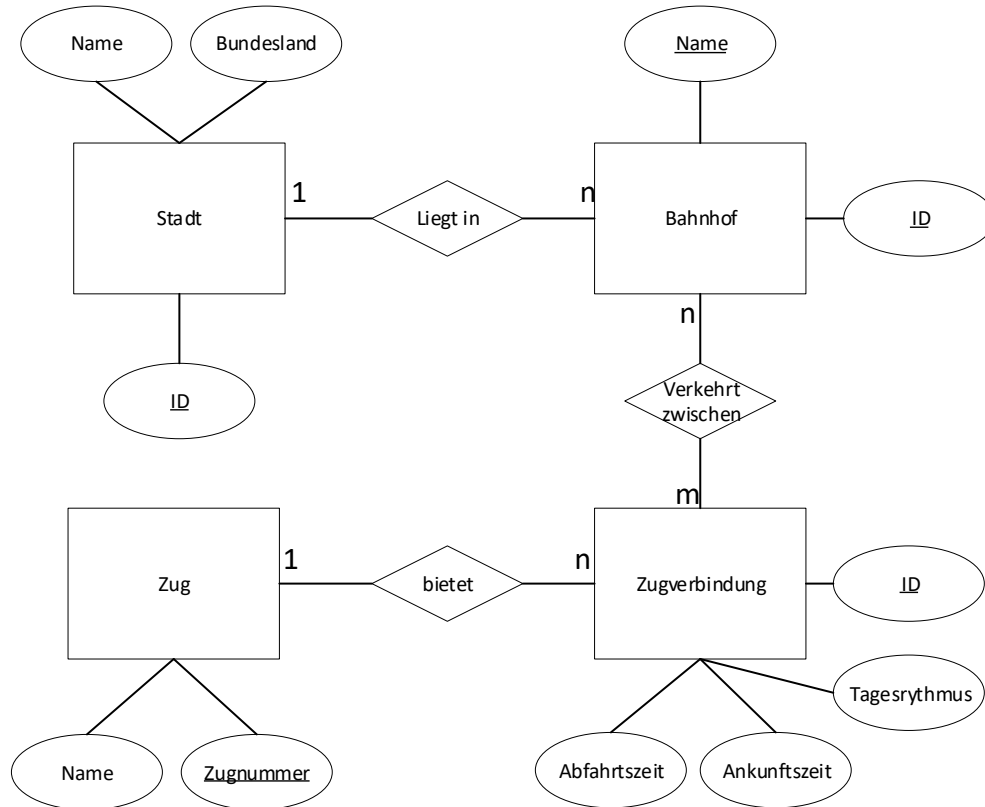 Name
Bundesland
Name
1
n
Stadt
Liegt in
Bahnhof
ID
n
ID
Verkehrt
zwischen
m
1
n
Zug
bietet
Zugverbindung
ID
Tagesrythmus
Name
Zugnummer
Abfahrtszeit
Ankunftszeit